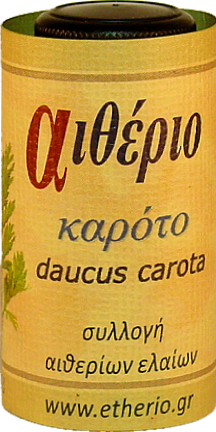 αιθέριο
καρότο
daucus carota
συλλογή
αιθερίων ελαίων
www.etherio.gr